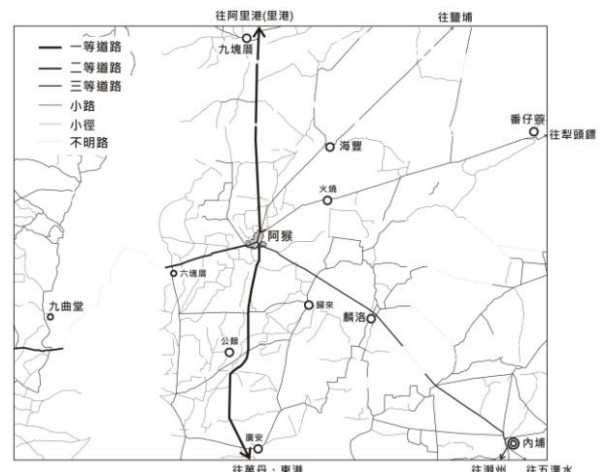 往阿里港(里港)
往鹽埔
九塊厝
一等道路
二等道路
三等道路
小路
小徑
不明路
番仔寮
往犁頭鏢
海豐
火燒
阿猴
六塊厝
九曲堂
歸來
麟洛
公館
廣安
內埔
往萬丹、東港
往潮州
往五溝水